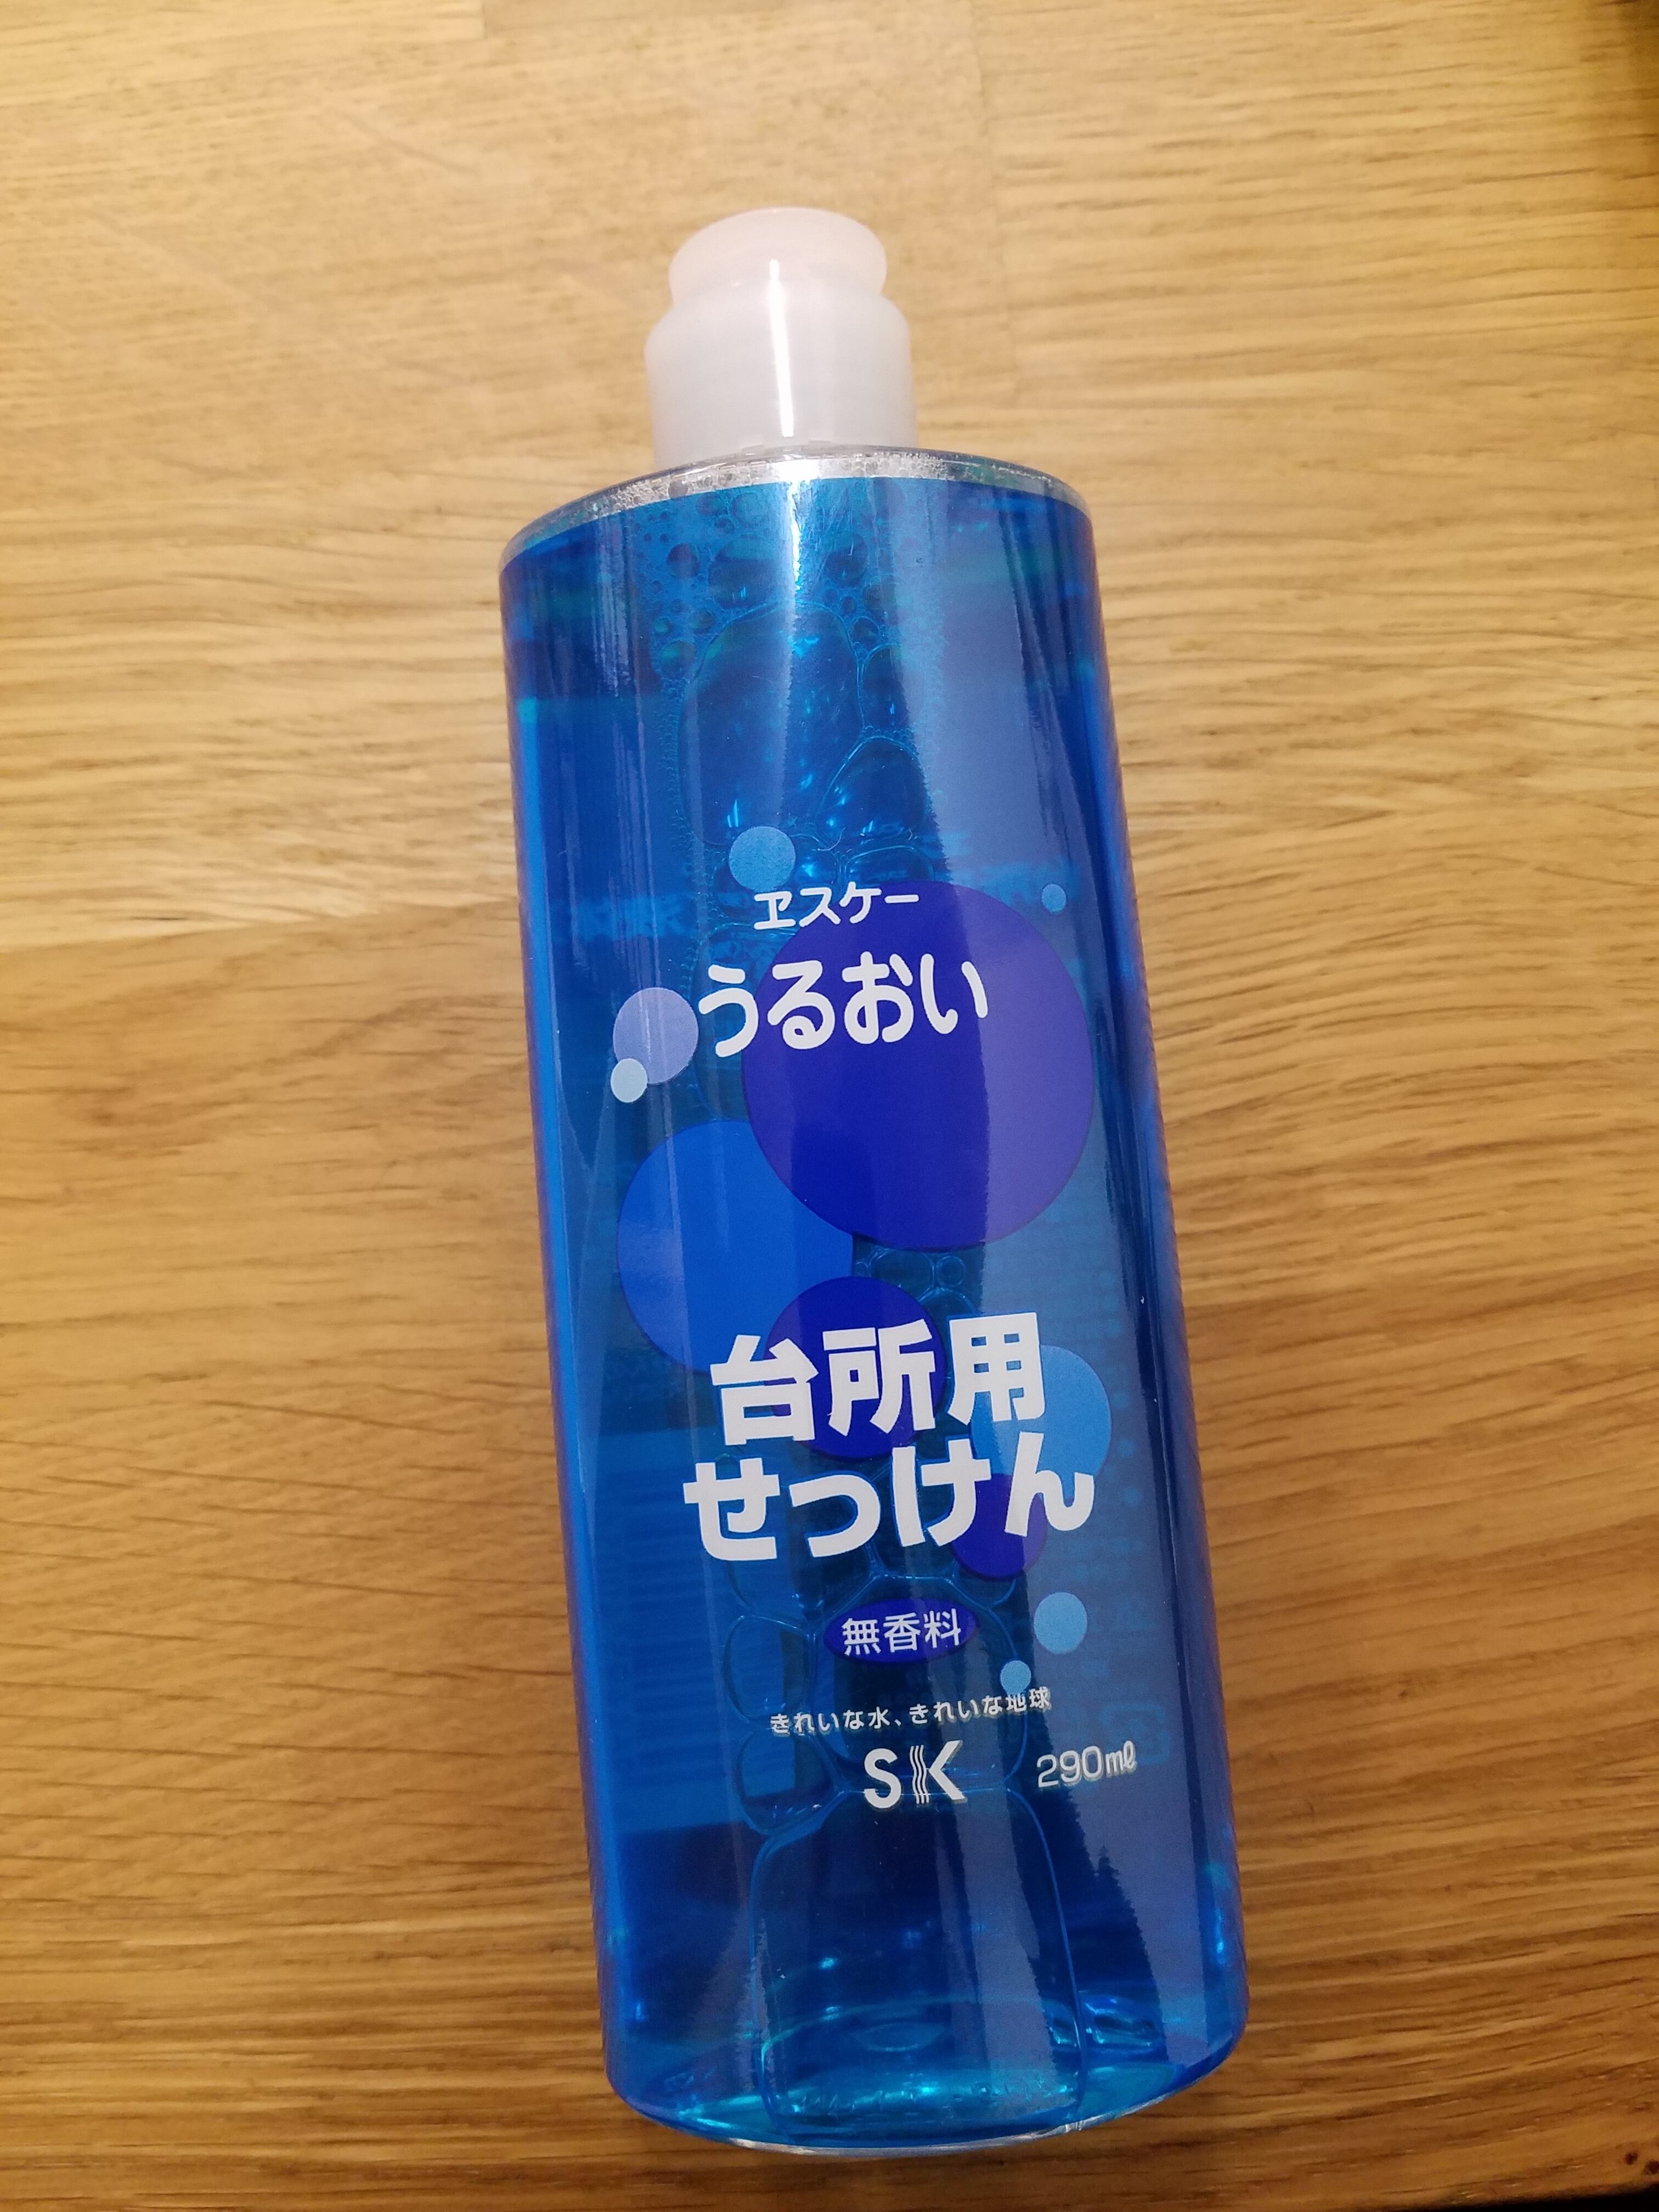 ヱスケー
うるおい
台所用
せっけん
無香料
きれいな水、きれいな地球
SK
290ml